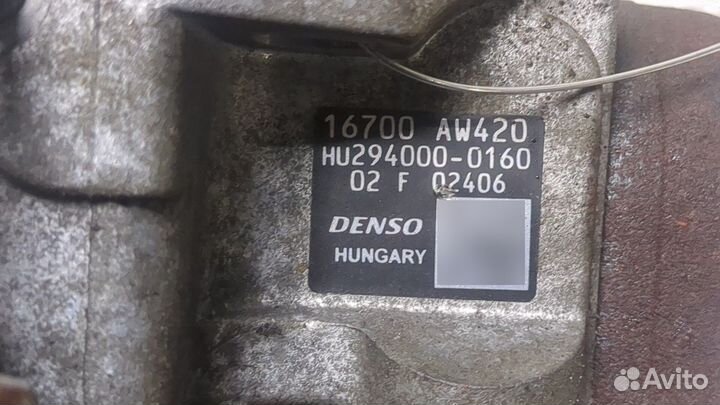 16700 AW420
HU294000-0160
02 F 02406
DENSO
HUNGARY
Avito